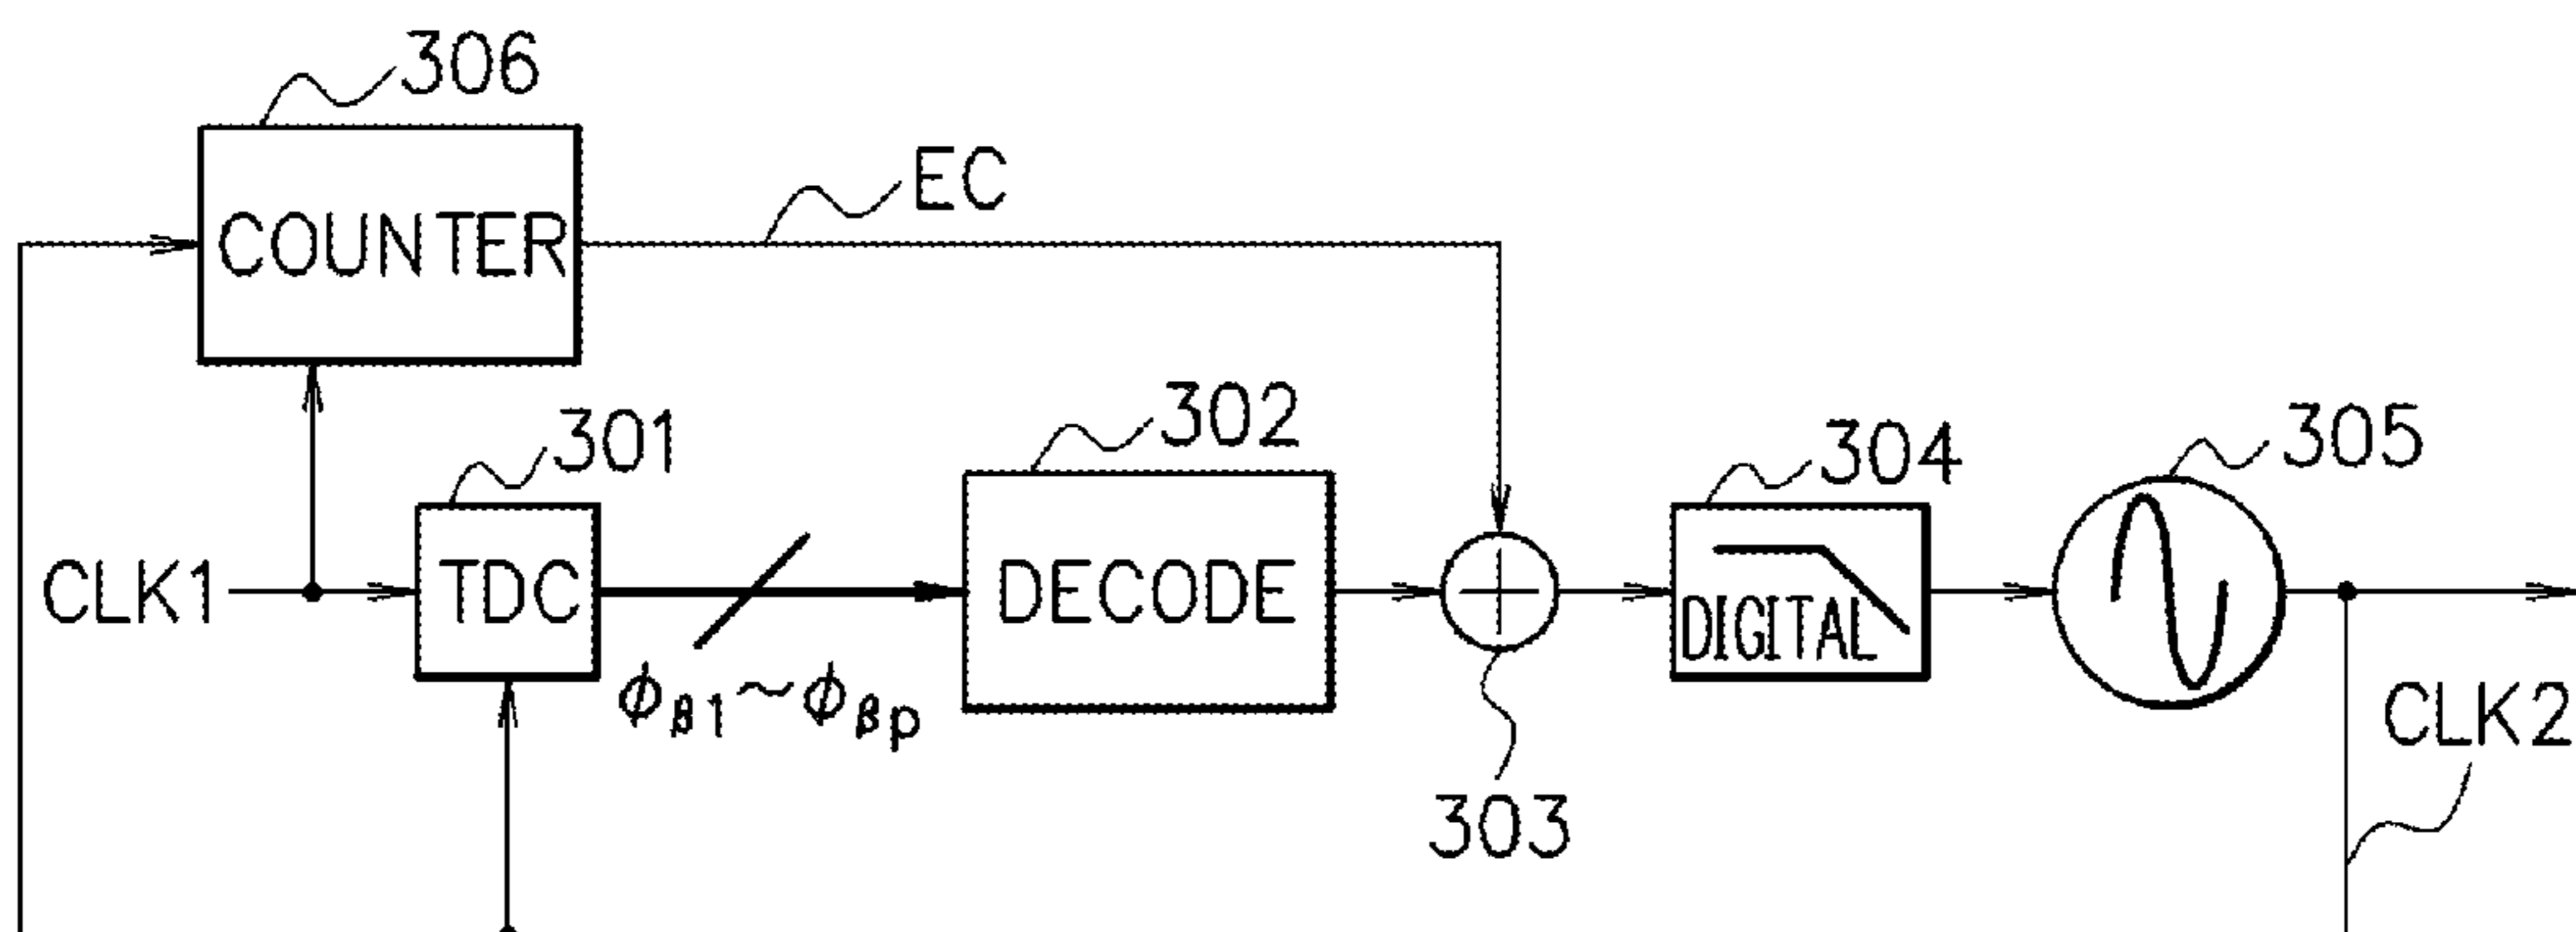 306
COUNTER
EC
301
302
304
305
CLK1
TDC
DECODE
DIGITAL
ϕβ1~ϕβp
CLK2
303